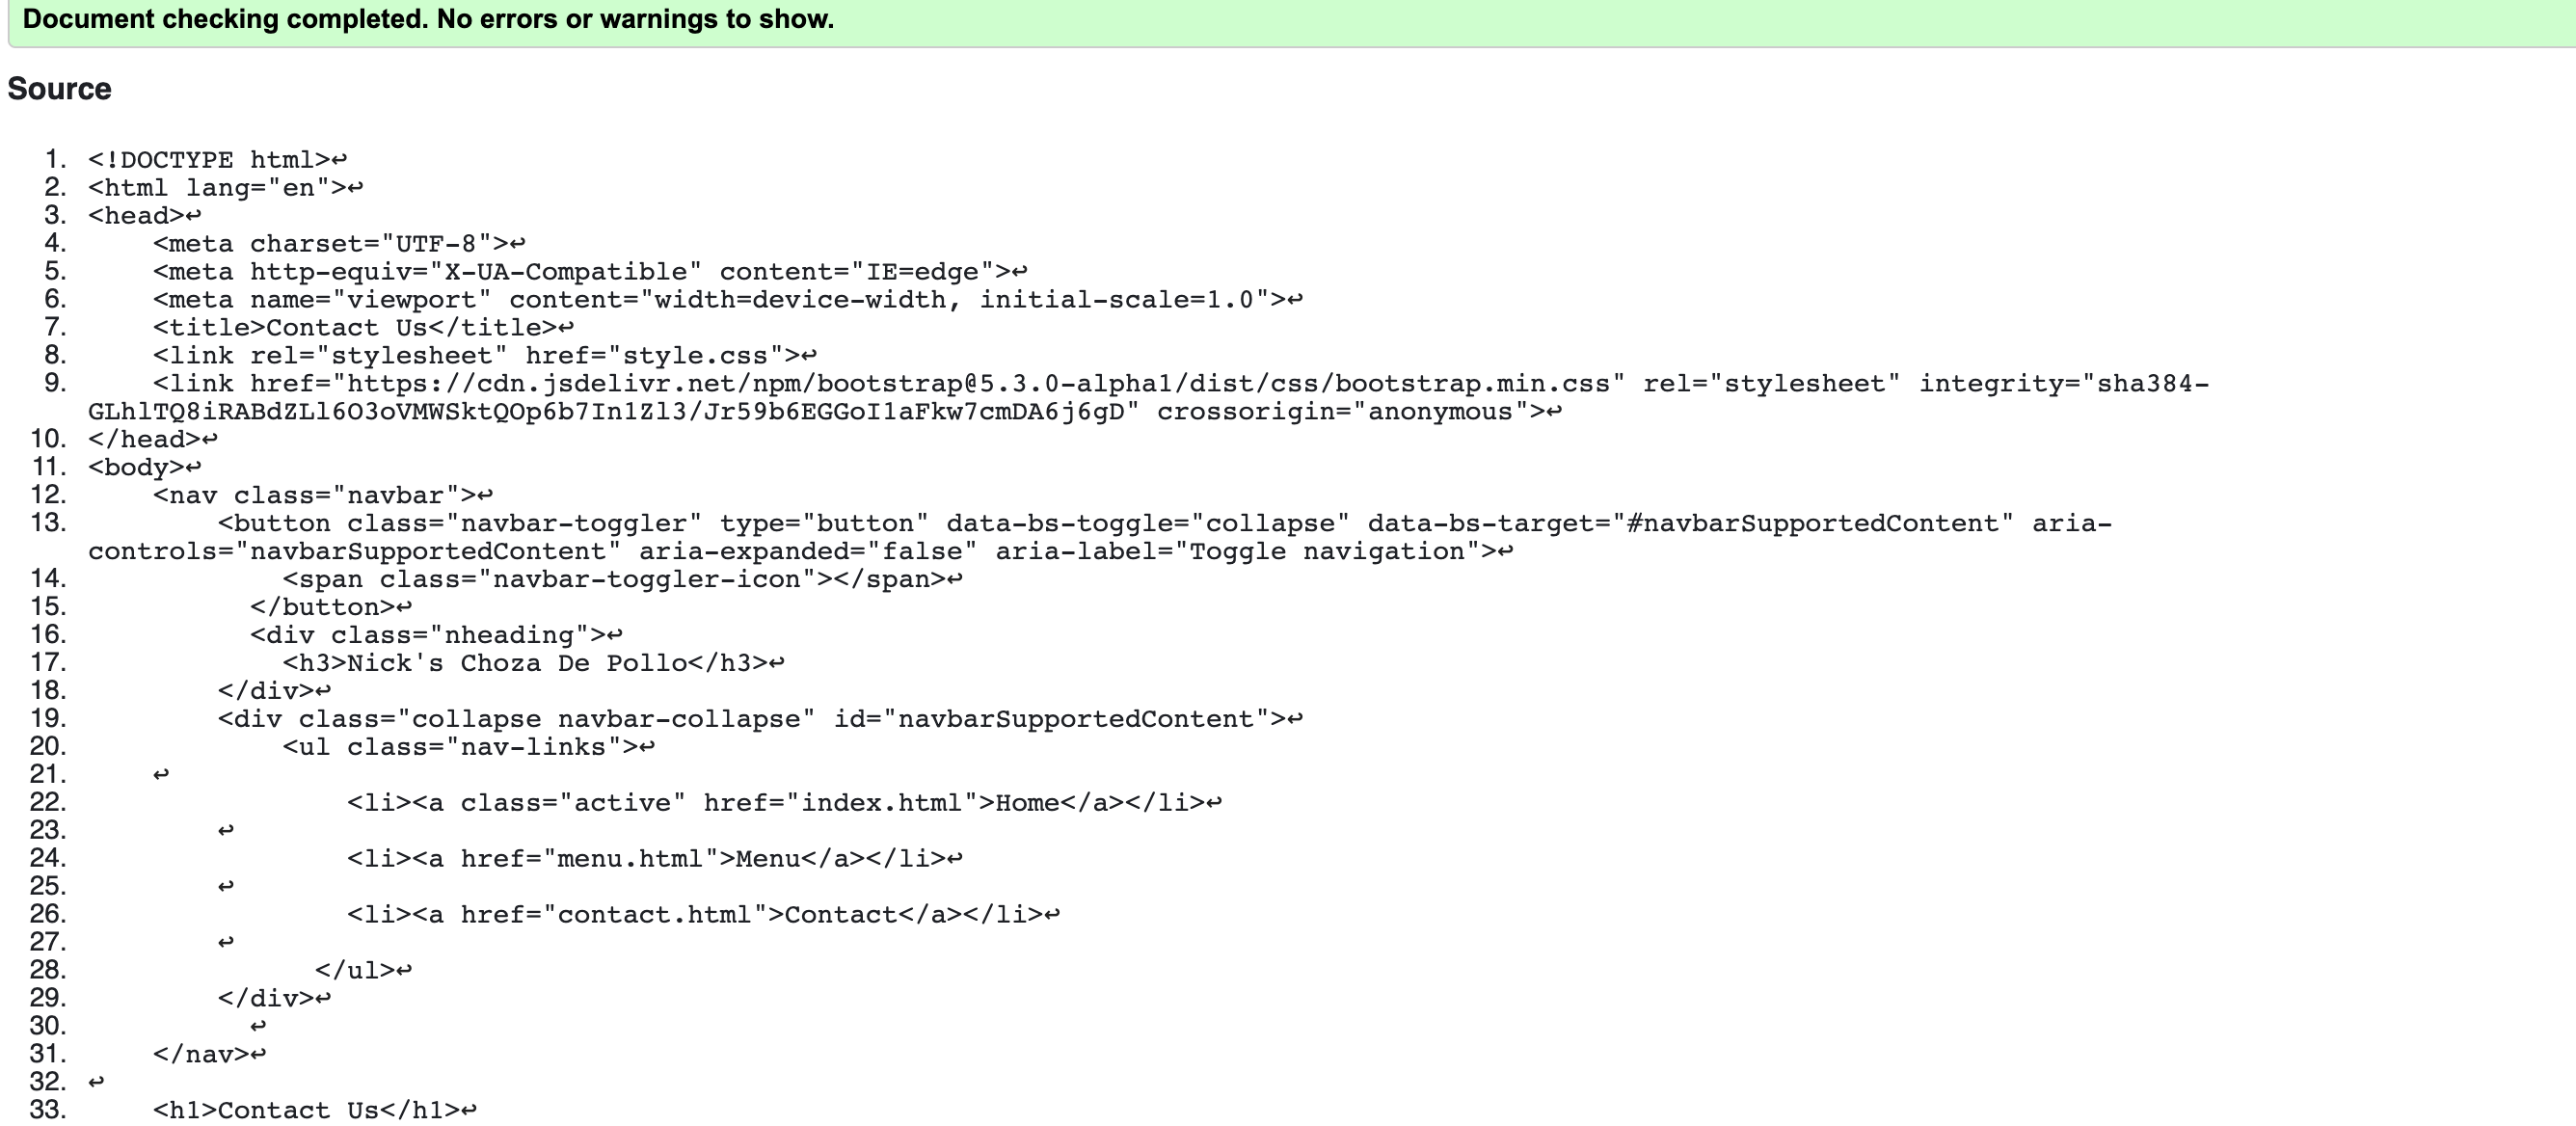 Document checking completed. No errors or warnings to show.
Source
1. <!DOCTYPE html>↩
2. <html lang="en">↩
3. <head>↩
4.     <meta charset="UTF-8">↩
5.     <meta http-equiv="X-UA-Compatible" content="IE=edge">↩
6.     <meta name="viewport" content="width=device-width, initial-scale=1.0">↩
7.     <title>Contact Us</title>↩
8.     <link rel="stylesheet" href="style.css">↩
9.     <link href="https://cdn.jsdelivr.net/npm/bootstrap@5.3.0-alpha1/dist/css/bootstrap.min.css" rel="stylesheet" integrity="sha384-
GLhlTQ8iRABdZLl6O3oVMWSktQOp6b7In1Zl3/Jr59b6EGGoI1aFkw7cmDA6j6gD" crossorigin="anonymous">↩
10. </head>↩
11. <body>↩
12.     <nav class="navbar">↩
13.         <button class="navbar-toggler" type="button" data-bs-toggle="collapse" data-bs-target="#navbarSupportedContent" aria-
controls="navbarSupportedContent" aria-expanded="false" aria-label="Toggle navigation">↩
14.             <span class="navbar-toggler-icon"></span>↩
15.           </button>↩
16.           <div class="nheading">↩
17.             <h3>Nick's Choza De Pollo</h3>↩
18.         </div>↩
19.         <div class="collapse navbar-collapse" id="navbarSupportedContent">↩
20.             <ul class="nav-links">↩
21.     ↩
22.                 <li><a class="active" href="index.html">Home</a></li>↩
23.         ↩
24.                 <li><a href="menu.html">Menu</a></li>↩
25.         ↩
26.                 <li><a href="contact.html">Contact</a></li>↩
27.         ↩
28.               </ul>↩
29.         </div>↩
30.           ↩
31.     </nav>↩
32. ↩
33.     <h1>Contact Us</h1>↩